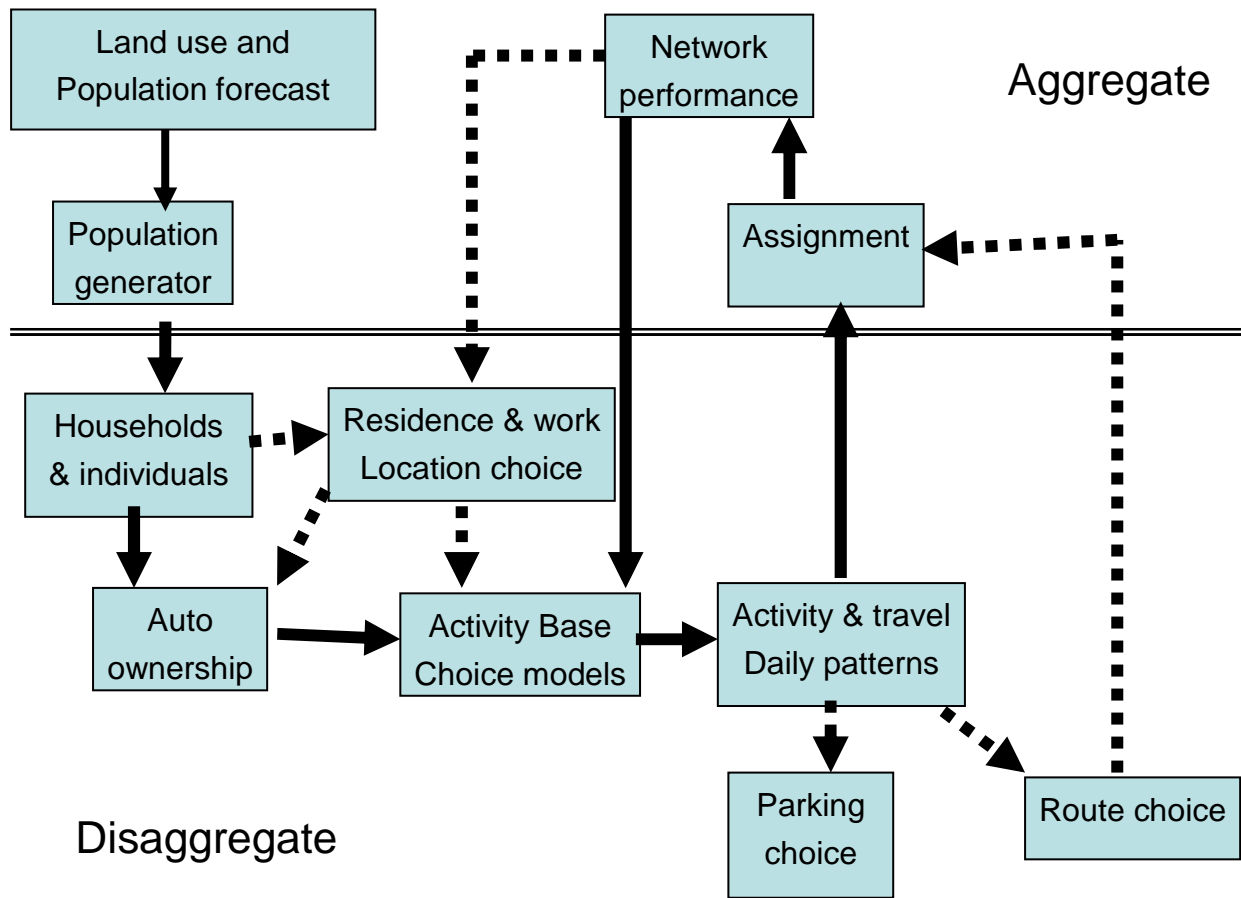 Land use and
Population forecast
Network
performance
Aggregate
Population
generator
Assignment
Households
& individuals
Residence & work
Location choice
Auto
ownership
Activity Base
Choice models
Activity & travel
Daily patterns
Parking
choice
Route choice
Disaggregate